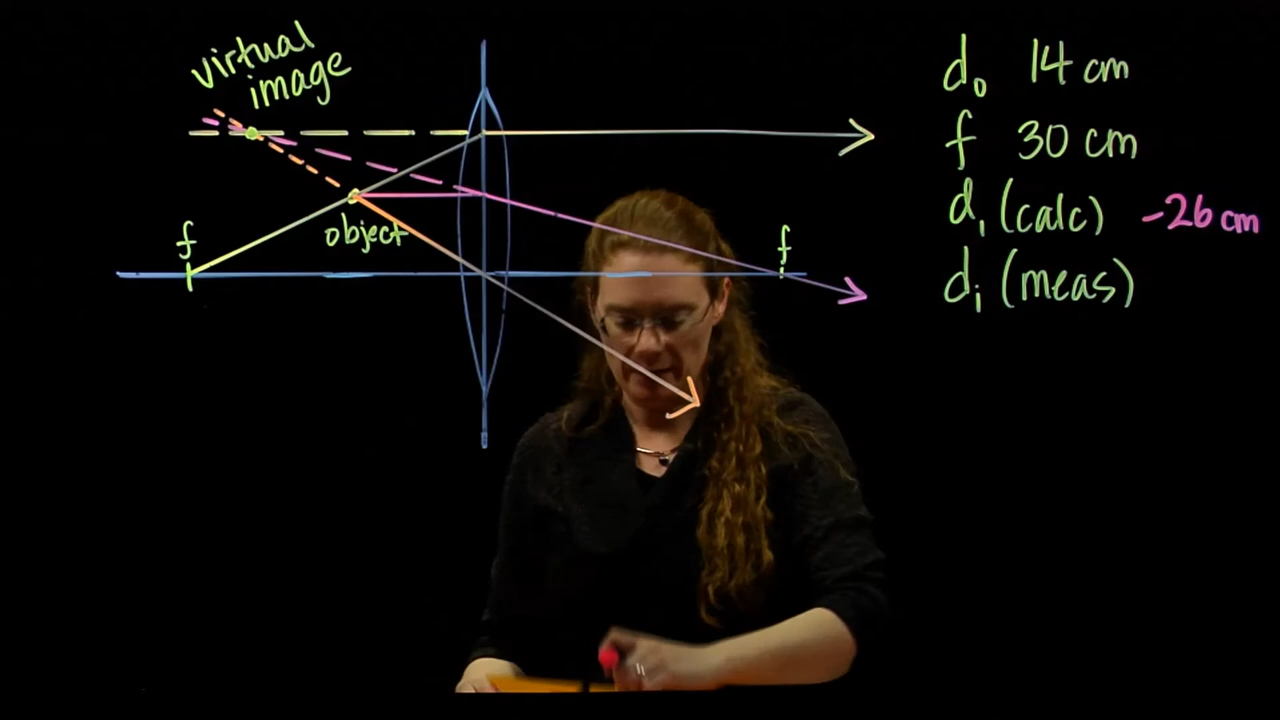 virtual
image
f
object
f
d₀ 14 cm
f 30 cm
dᵢ (calc) -26 cm
dᵢ (meas)